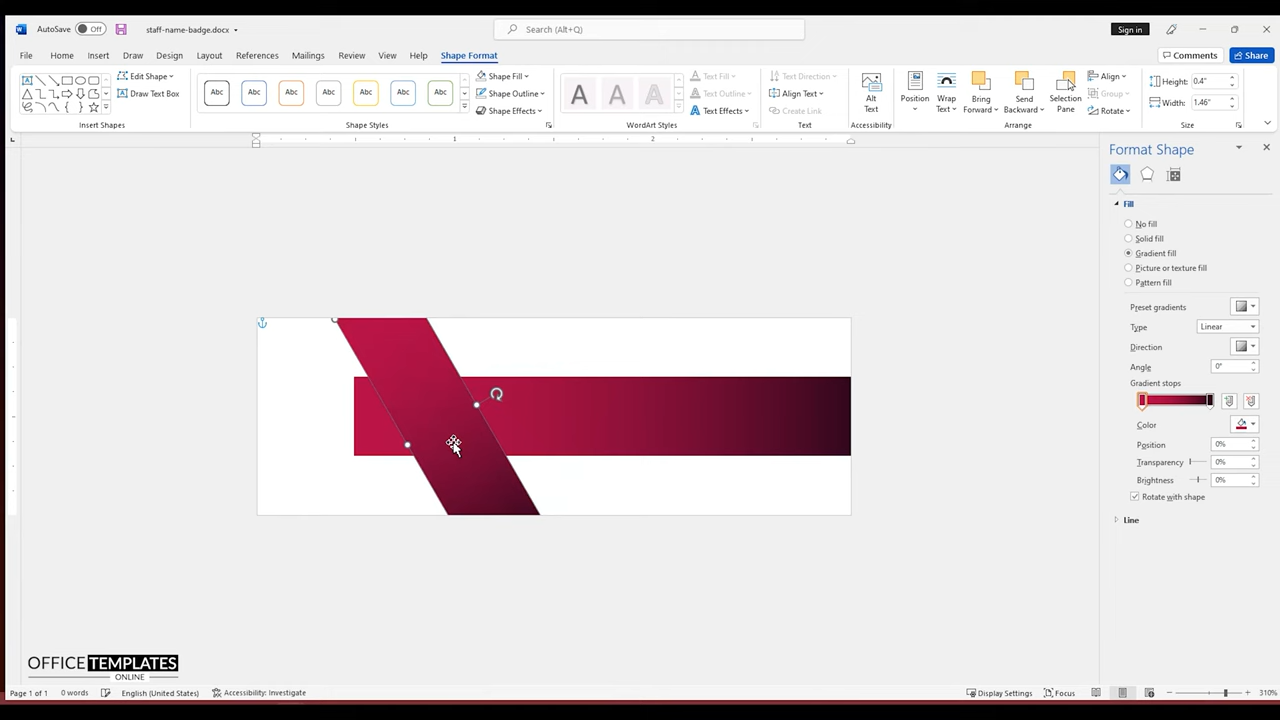 AutoSave Off staff-name-badge.docx Search (Alt+Q) Sign in
File Home Insert Draw Design Layout References Mailings Review View Help Shape Format Comments Share
Edit Shape Shape Fill Text Fill Text Direction Align Height: 0.4"
Abc Abc Abc Abc Abc Abc Abc Draw Text Box Shape Outline A A A Text Outline Align Text Alt Text Position Wrap Text Bring Forward Send Backward Selection Pane Group Width: 1.46"
Shape Effects Text Effects Create Link Rotate
Insert Shapes Shape Styles WordArt Styles Text Accessibility Arrange Size
1 2
Format Shape
Fill
No fill
Solid fill
Gradient fill
Picture or texture fill
Pattern fill
Preset gradients
Type Linear
Direction
Angle 0°
Gradient stops
Color
Position 0%
Transparency 0%
Brightness 0%
Rotate with shape
Line
OFFICE TEMPLATES
ONLINE
Page 1 of 1 0 words English (United States) Accessibility: Investigate Display Settings Focus 310%